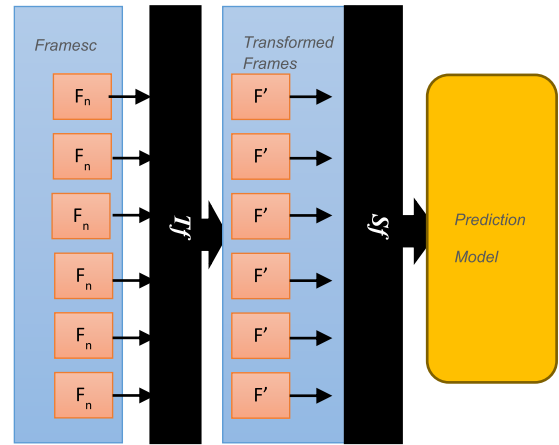 Framesc
Fn
Fn
Fn
Fn
Fn
Fn
Tf
Transformed
Frames
F'
F'
F'
F'
F'
F'
Sf
Prediction
Model